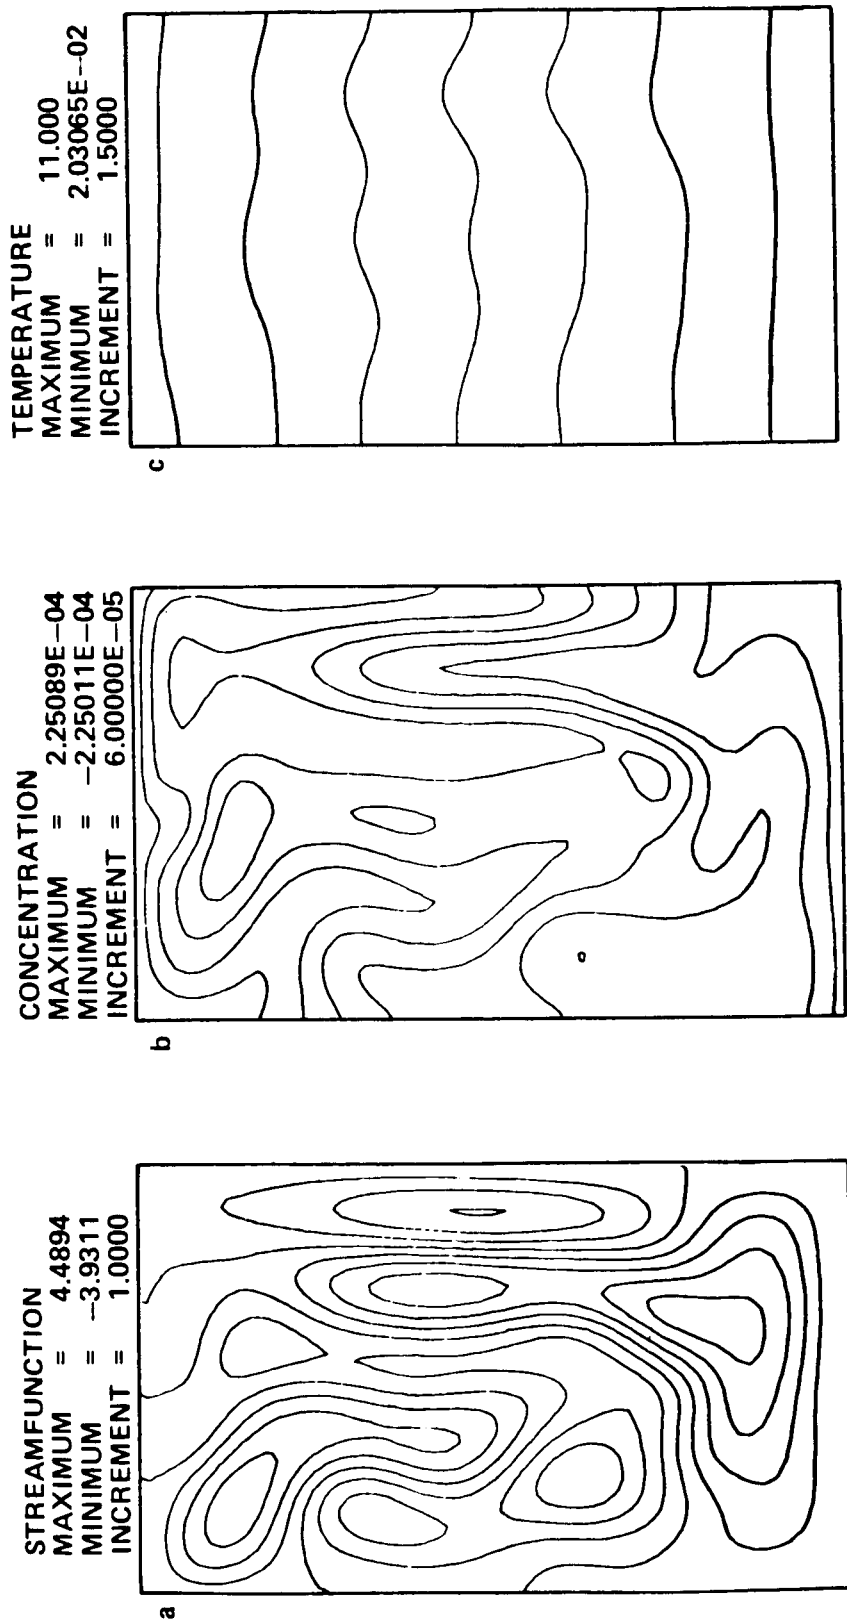 a
STREAMFUNCTION
MAXIMUM = 4.4894
MINIMUM = −3.9311
INCREMENT = 1.0000
b
CONCENTRATION
MAXIMUM = 2.25089E−04
MINIMUM = −2.25011E−04
INCREMENT = 6.00000E−05
c
TEMPERATURE
MAXIMUM = 11.000
MINIMUM = 2.03065E−02
INCREMENT = 1.5000